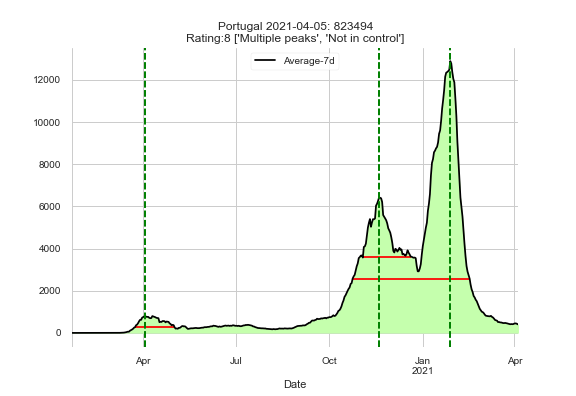 Portugal 2021-04-05: 823494
Rating:8 ['Multiple peaks', 'Not in control']
Average-7d
12000
10000
8000
6000
4000
2000
0
Apr Jul Oct Jan Apr
2021
Date